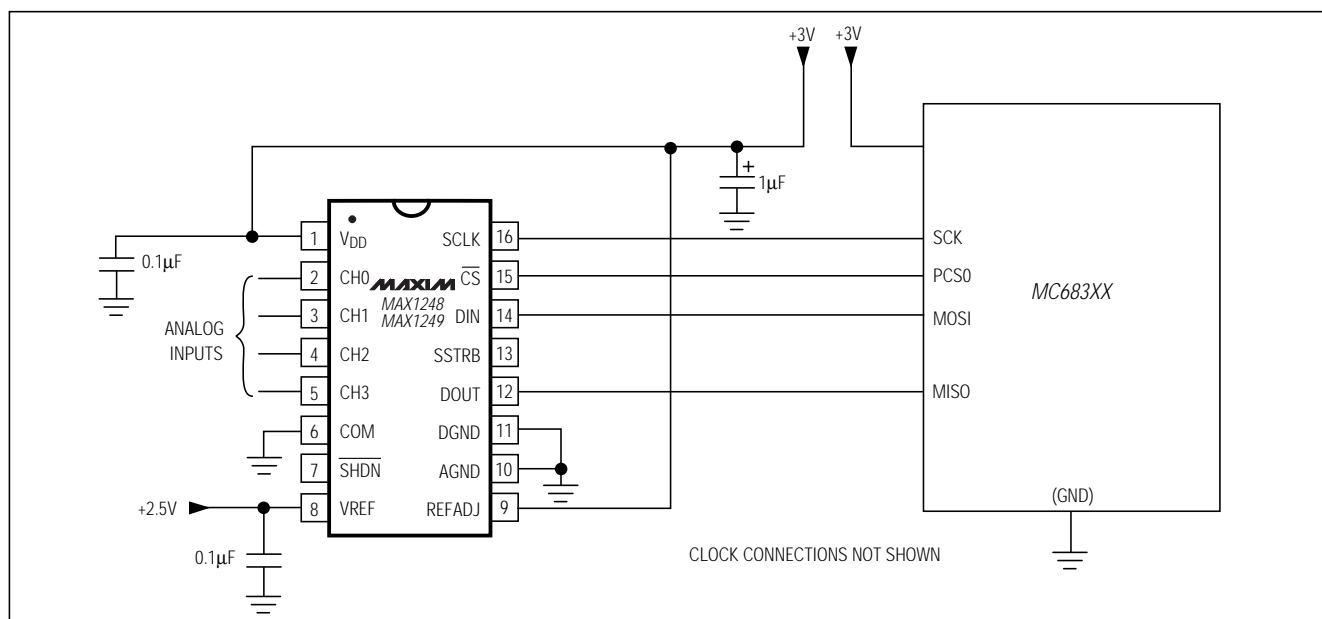 +3V +3V
+
1µF
0.1µF
1 VDD SCLK 16
2 CH0 MAXIM CS 15
MAX1248
MAX1249
3 CH1 DIN 14
4 CH2 SSTRB 13
5 CH3 DOUT 12
6 COM DGND 11
7 SHDN AGND 10
8 VREF REFADJ 9
ANALOG
INPUTS
+2.5V
0.1µF
SCK
PCS0
MC683XX
MOSI
MISO
(GND)
CLOCK CONNECTIONS NOT SHOWN